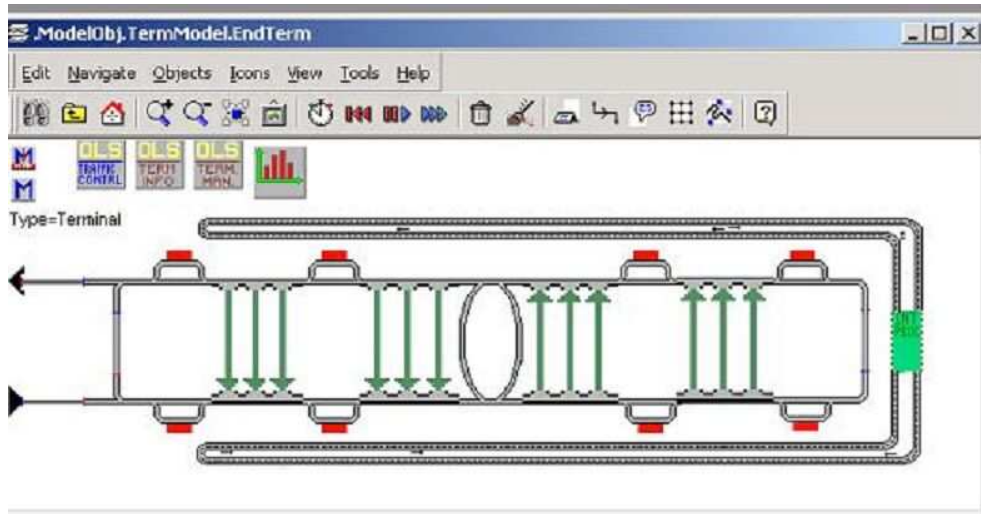 .ModelObj.TermModel.EndTerm
Edit Navigate Objects Icons View Tools Help
OLS OLS OLS
TRAFFIC TERM TERM.
CONTRL INFO MAN.
M
M
Type=Terminal